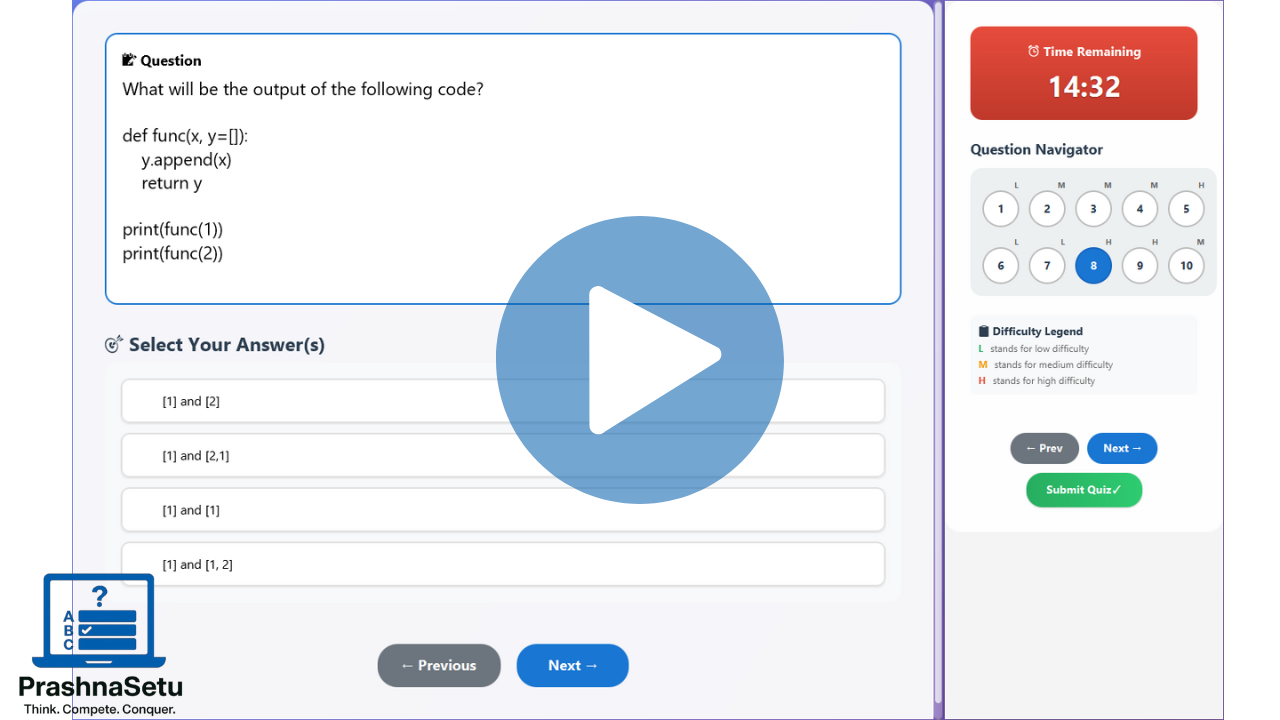 Question
What will be the output of the following code?
def func(x, y=[]):
    y.append(x)
    return y
print(func(1))
print(func(2))
Select Your Answer(s)
[1] and [2]
[1] and [2,1]
[1] and [1]
[1] and [1, 2]
← Previous
Next →
Time Remaining
14:32
Question Navigator
L M M M H
1 2 3 4 5
L L H H M
6 7 8 9 10
Difficulty Legend
L stands for low difficulty
M stands for medium difficulty
H stands for high difficulty
← Prev
Next →
Submit Quiz✓
?
A
B
C
PrashnaSetu
Think. Compete. Conquer.